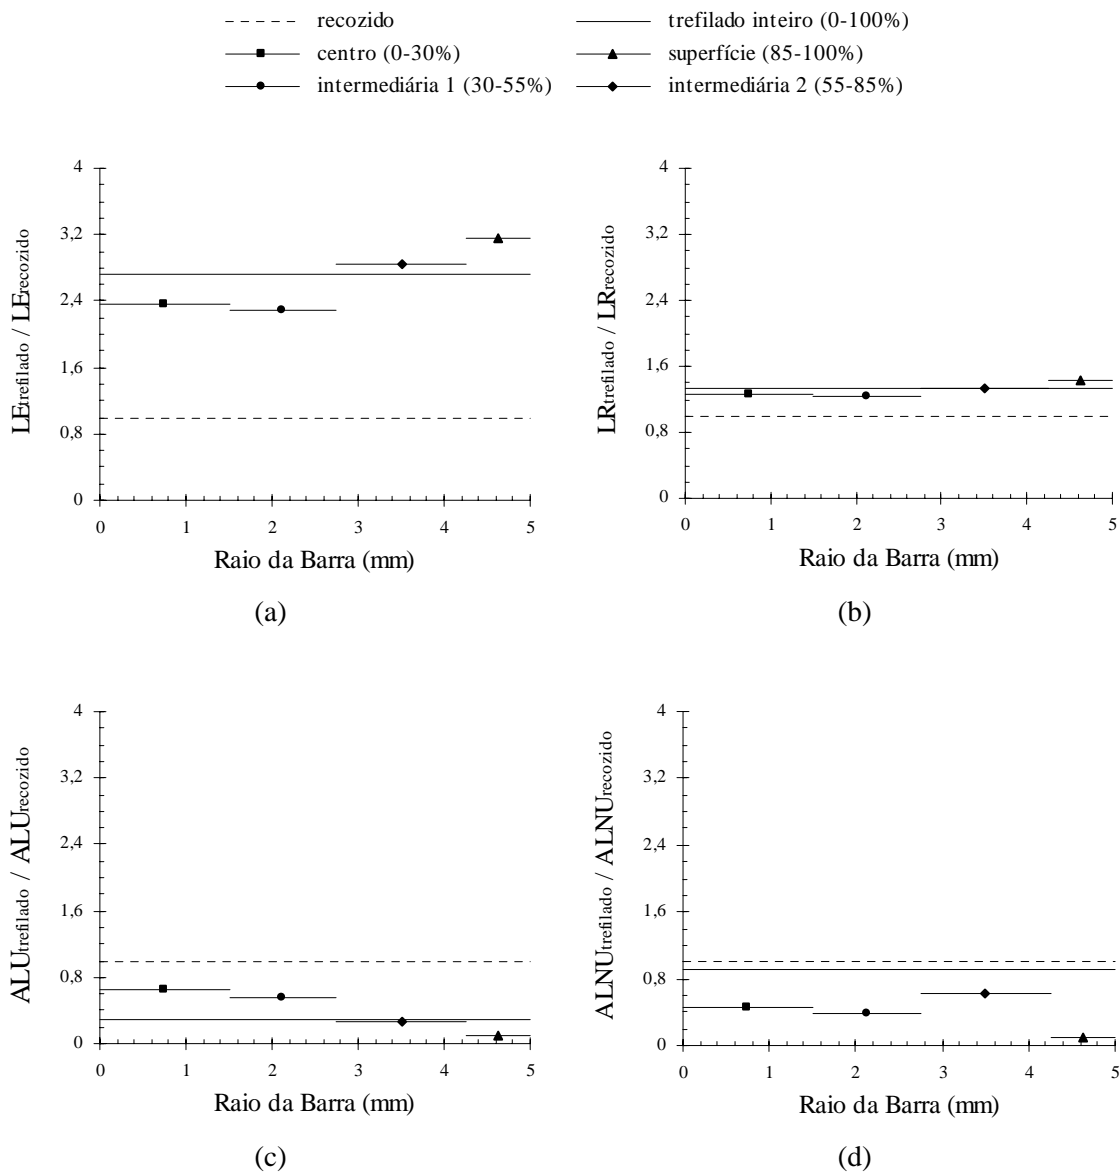 recozido
trefilado inteiro (0-100%)
centro (0-30%)
superfície (85-100%)
intermediária 1 (30-55%)
intermediária 2 (55-85%)
4
3,2
2,4
1,6
0,8
0
LEtrefilado / LErecozido
0 1 2 3 4 5
Raio da Barra (mm)
(a)
4
3,2
2,4
1,6
0,8
0
LRtrefilado / LRrecozido
0 1 2 3 4 5
Raio da Barra (mm)
(b)
4
3,2
2,4
1,6
0,8
0
ALUtrefilado / ALUrecozido
0 1 2 3 4 5
Raio da Barra (mm)
(c)
4
3,2
2,4
1,6
0,8
0
ALNUtrefilado / ALNUrecozido
0 1 2 3 4 5
Raio da Barra (mm)
(d)